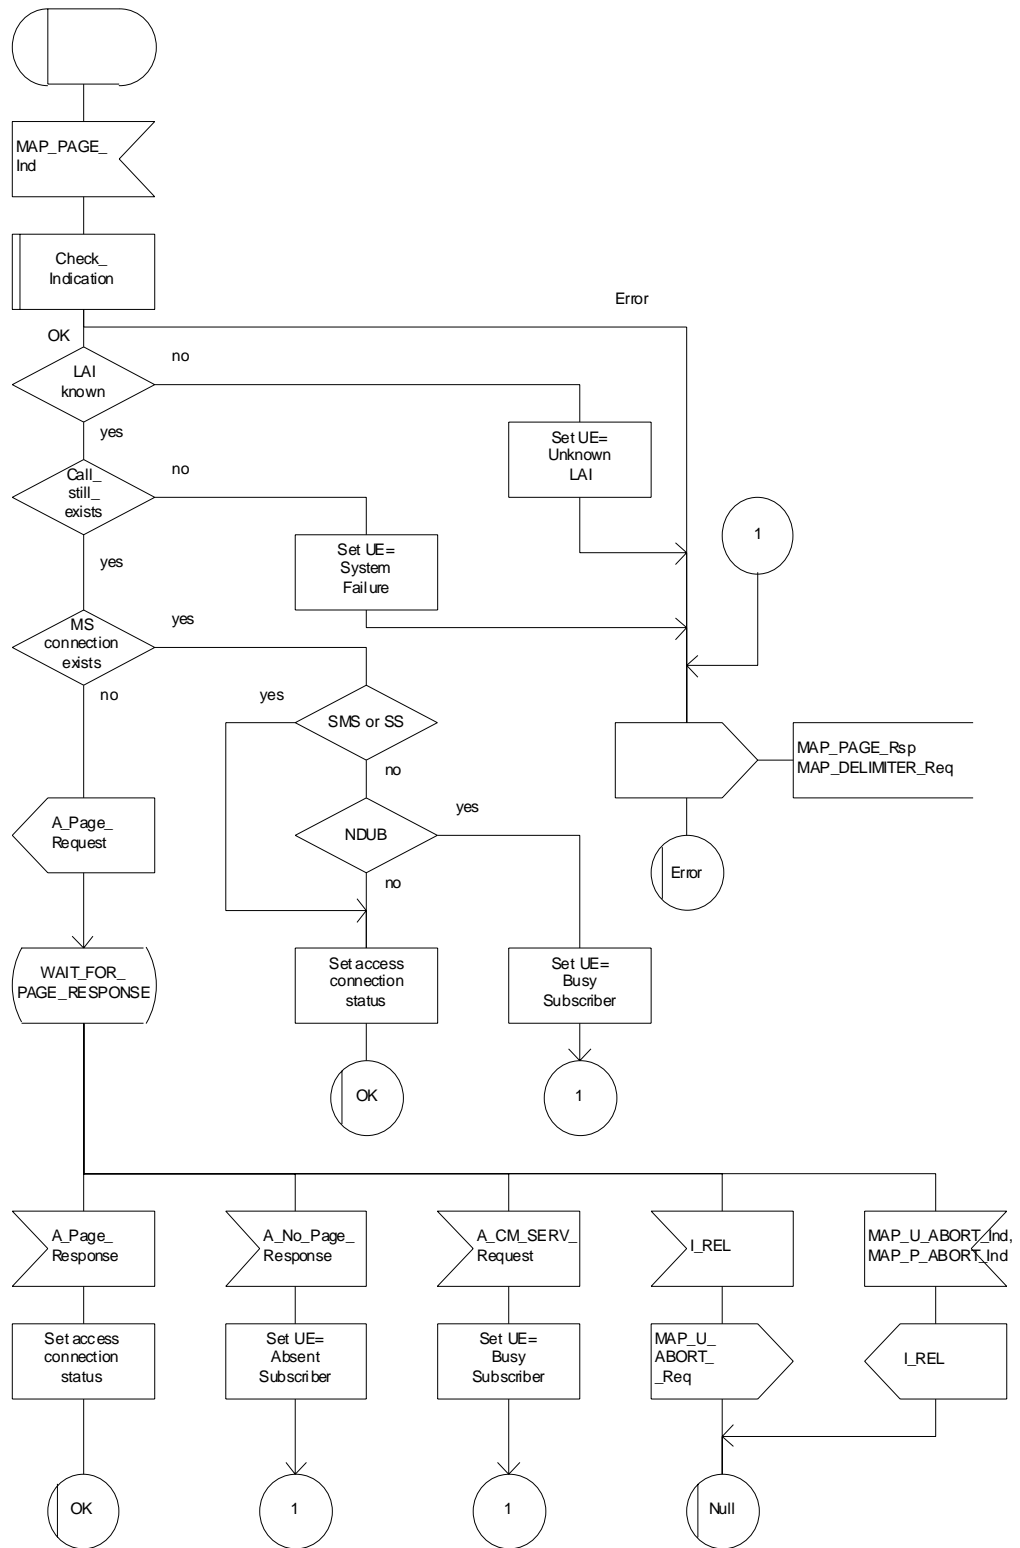 MAP_PAGE_
Ind
Check_
Indication
Error
OK
no
LAI
known
yes
Set UE=
Unknown
LAI
no
Call_
still_
exists
1
yes
Set UE=
System
Failure
yes
MS
connection
exists
no
yes
SMS or SS
no
MAP_PAGE_Rsp
MAP_DELIMITER_Req
A_Page_
Request
yes
NDUB
no
Error
WAIT_FOR_
PAGE_RESPONSE
Set access
connection
status
Set UE=
Busy
Subscriber
OK
1
A_Page_
Response
A_No_Page_
Response
A_CM_SERV_
Request
I_REL
MAP_U_ABORT_Ind,
MAP_P_ABORT_Ind
Set access
connection
status
Set UE=
Absent
Subscriber
Set UE=
Busy
Subscriber
MAP_U_
ABORT_
_Req
I_REL
OK
1
1
Null